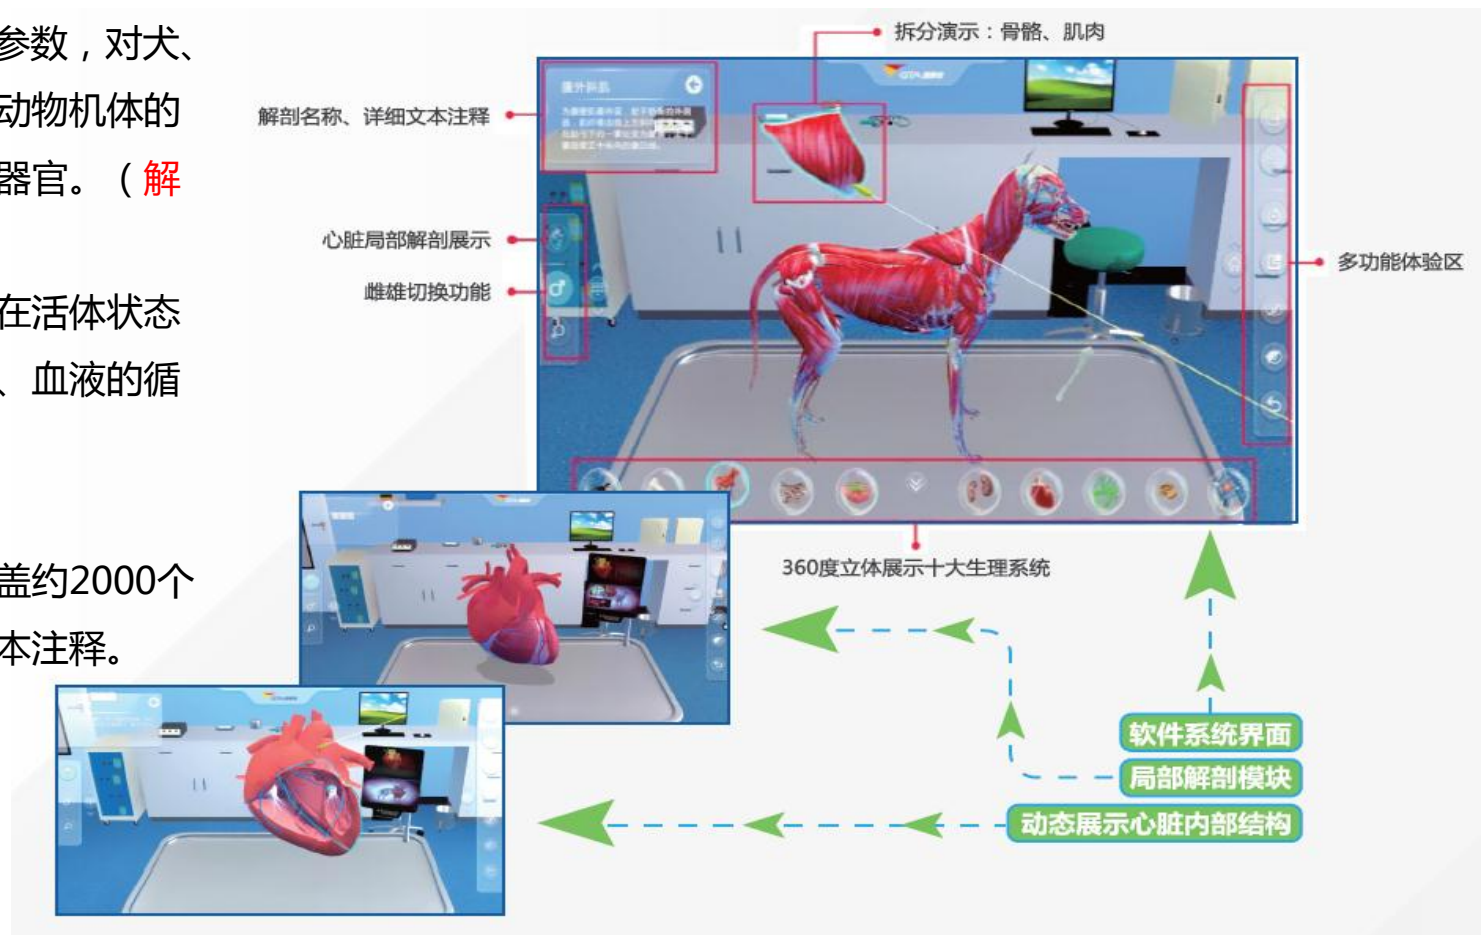 参数，对犬、
动物机体的
器官。（解
在活体状态
、血液的循
盖约2000个
本注释。
拆分演示：骨骼、肌肉
解剖名称、详细文本注释
腹外斜肌
心脏局部解剖展示
雌雄切换功能
多功能体验区
360度立体展示十大生理系统
软件系统界面
局部解剖模块
动态展示心脏内部结构